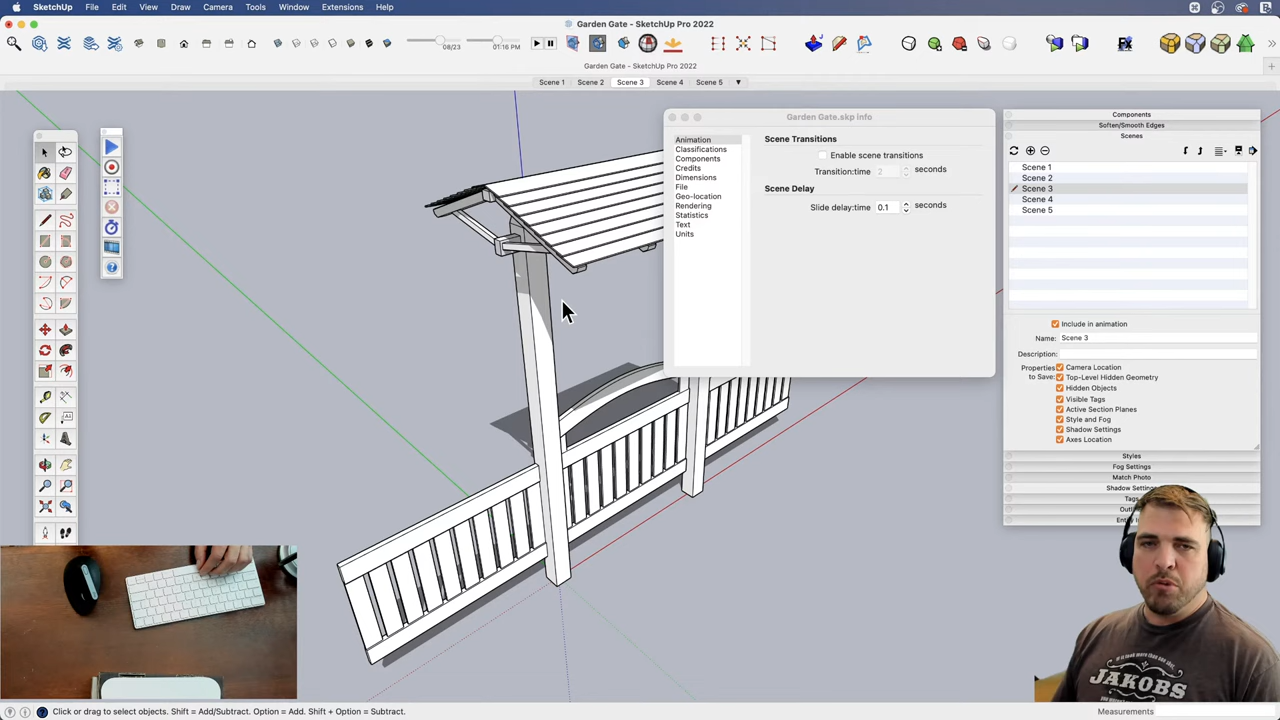 SketchUp File Edit View Draw Camera Tools Window Extensions Help
Garden Gate - SketchUp Pro 2022
08/23 01:16 PM
Garden Gate - SketchUp Pro 2022
Scene 1 Scene 2 Scene 3 Scene 4 Scene 5
Garden Gate.skp info
Animation
Classifications
Components
Credits
Dimensions
File
Geo-location
Rendering
Statistics
Text
Units
Scene Transitions
Enable scene transitions
Transition:time 2 seconds
Scene Delay
Slide delay:time 0.1 seconds
Components
Soften/Smooth Edges
Scenes
Scene 1
Scene 2
Scene 3
Scene 4
Scene 5
Include in animation
Name: Scene 3
Description:
Properties to Save:
Camera Location
Top-Level Hidden Geometry
Hidden Objects
Visible Tags
Active Section Planes
Style and Fog
Shadow Settings
Axes Location
Styles
Fog Settings
Match Photo
JAKOBS
Click or drag to select objects. Shift = Add/Subtract. Option = Add. Shift + Option = Subtract.
Measurements